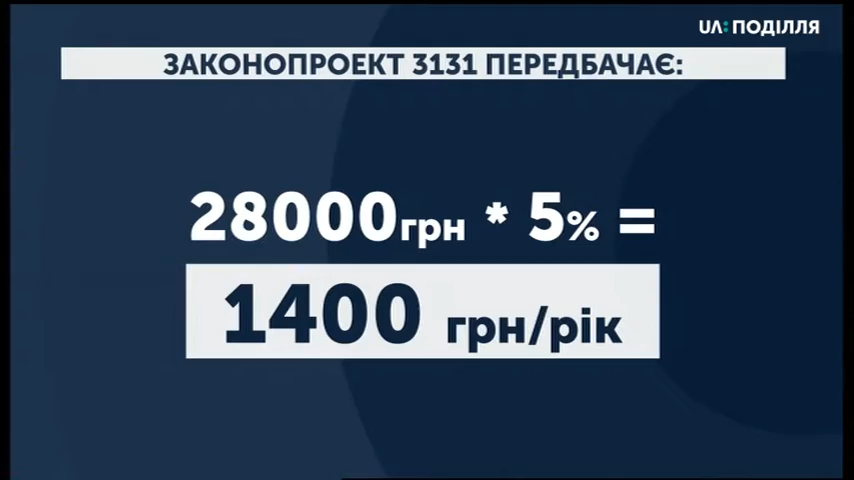 UA: ПОДІЛЛЯ
ЗАКОНОПРОЕКТ 3131 ПЕРЕДБАЧАЄ:
28000грн * 5% =
1400 грн/рік